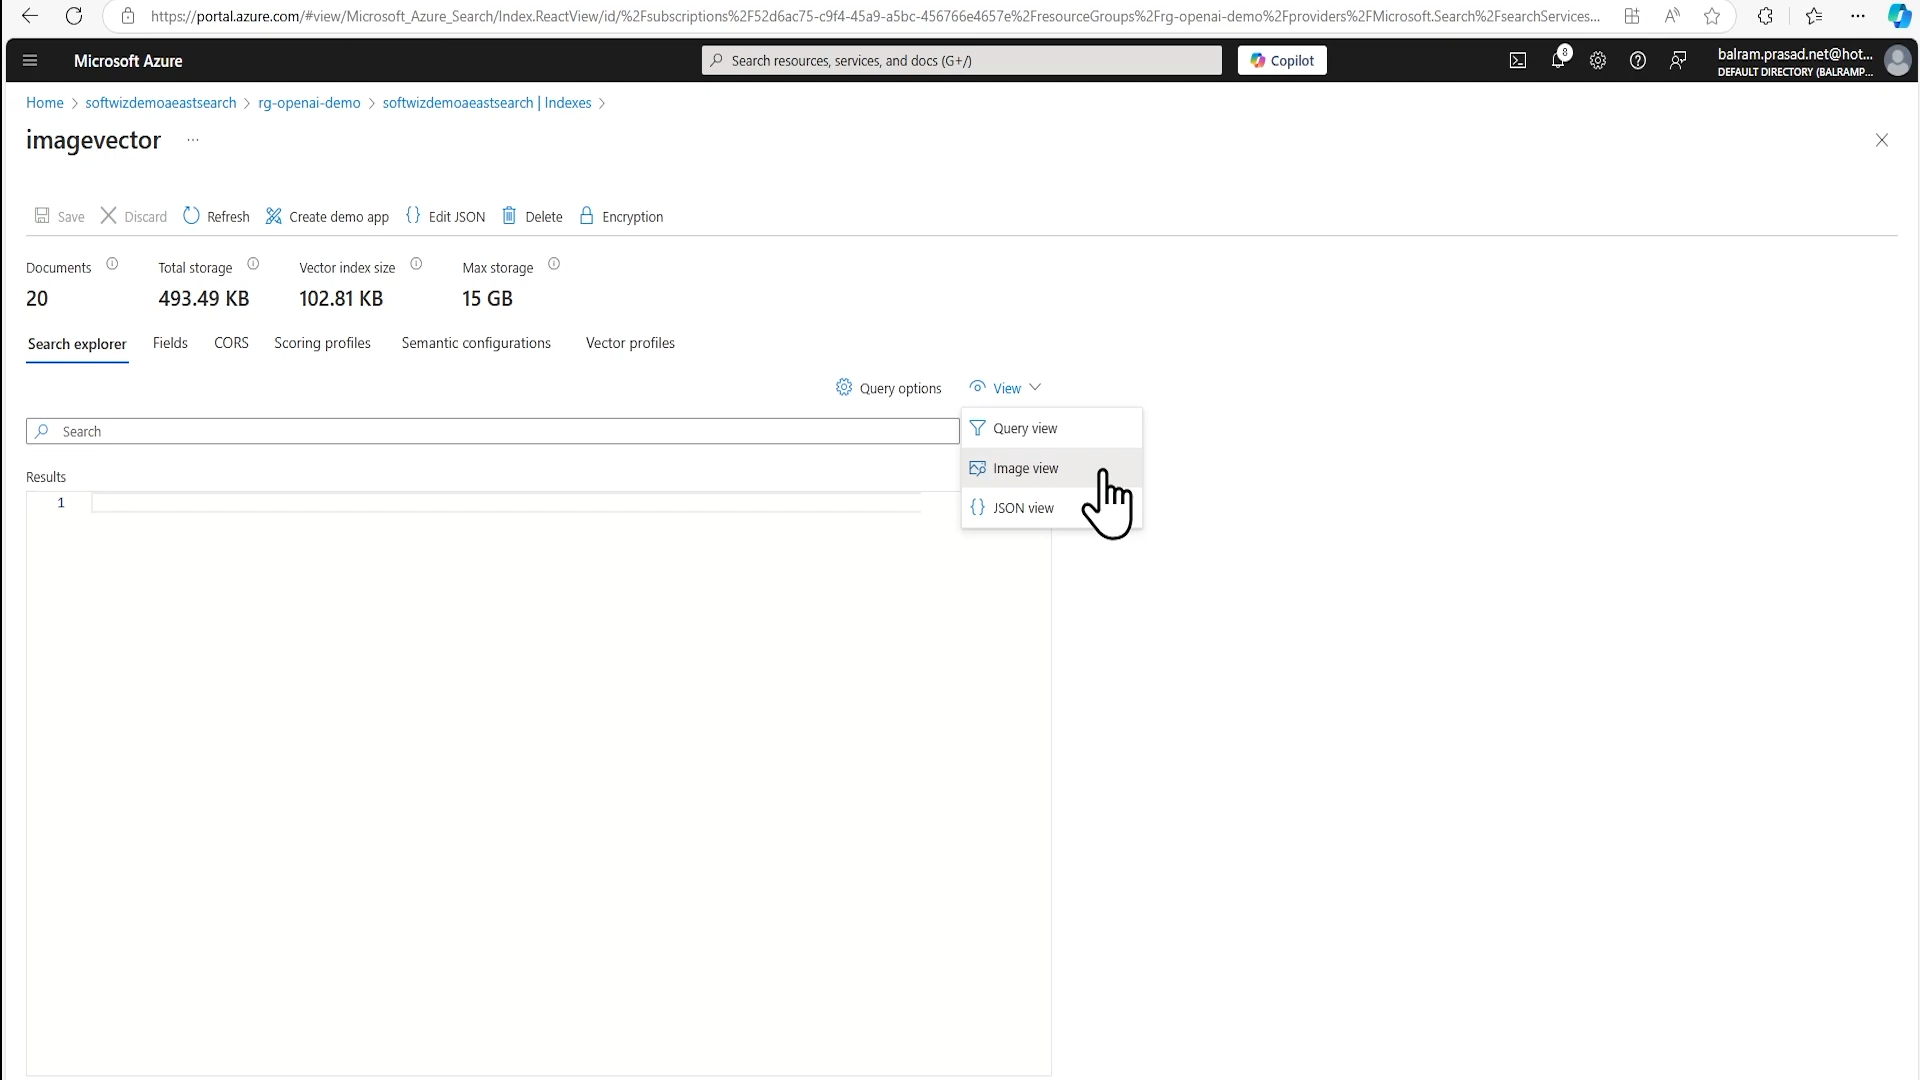 https://portal.azure.com/#view/Microsoft_Azure_Search/Index.ReactView/id/%2Fsubscriptions%2F52d6ac75-c9f4-45a9-a5bc-456766e4657e%2FresourceGroups%2Frg-openai-demo%2Fproviders%2FMicrosoft.Search%2FsearchServices...
Microsoft Azure
Search resources, services, and docs (G+/)
Copilot
8
balram.prasad.net@hot...
DEFAULT DIRECTORY (BALRAMP...
Home > softwizdemoaeastsearch > rg-openai-demo > softwizdemoaeastsearch | Indexes >
imagevector ...
Save Discard Refresh Create demo app Edit JSON Delete Encryption
Documents Total storage Vector index size Max storage
20 493.49 KB 102.81 KB 15 GB
Search explorer Fields CORS Scoring profiles Semantic configurations Vector profiles
Query options View
Search
Query view
Image view
JSON view
Results
1